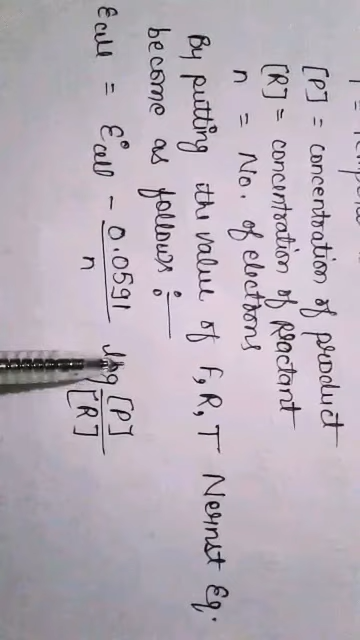 [P] = concentration of product
[R] = concentration of Reactant
n = No. of electrons
By putting the value of F, R, T Nernst Eq.
become as follows :-
Ecell = E°cell - 0.0591/n log [P]/[R]